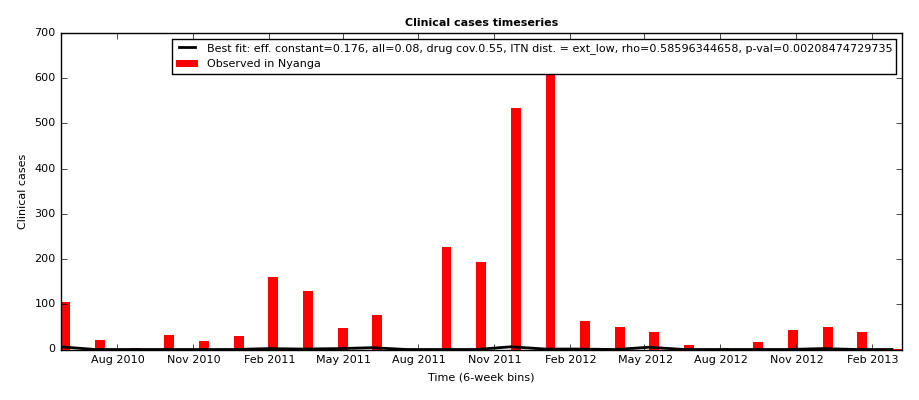 Clinical cases timeseries
700
600
500
400
300
200
100
0
Clinical cases
Best fit: eff. constant=0.176, all=0.08, drug cov.0.55, ITN dist. = ext_low, rho=0.58596344658, p-val=0.00208474729735
Observed in Nyanga
Aug 2010 Nov 2010 Feb 2011 May 2011 Aug 2011 Nov 2011 Feb 2012 May 2012 Aug 2012 Nov 2012 Feb 2013
Time (6-week bins)